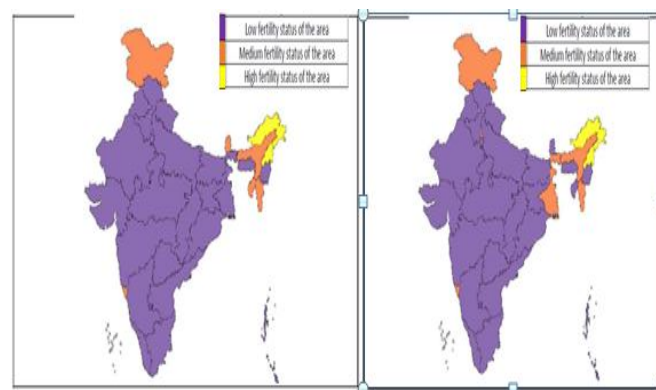 Low fertility status of the area
Medium fertility status of the area
High fertility status of the area
Low fertility status of the area
Medium fertility status of the area
High fertility status of the area